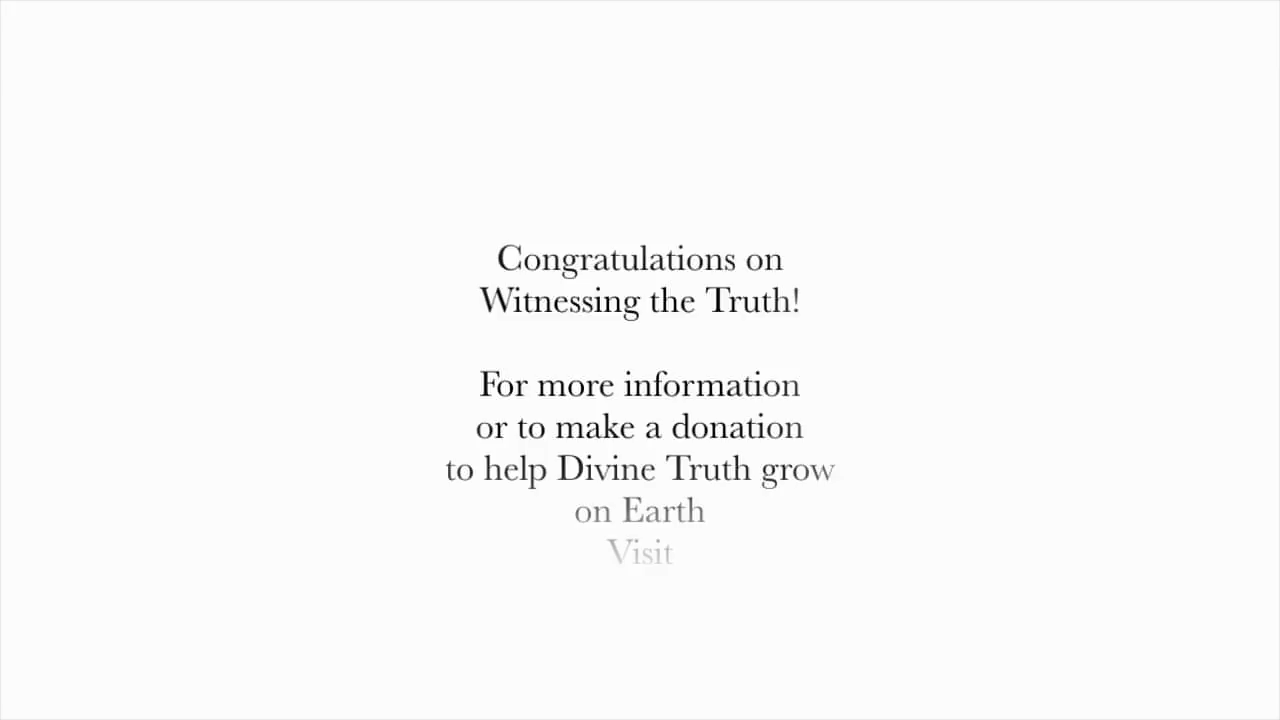 Congratulations on
Witnessing the Truth!
For more information
or to make a donation
to help Divine Truth grow
on Earth
Visit